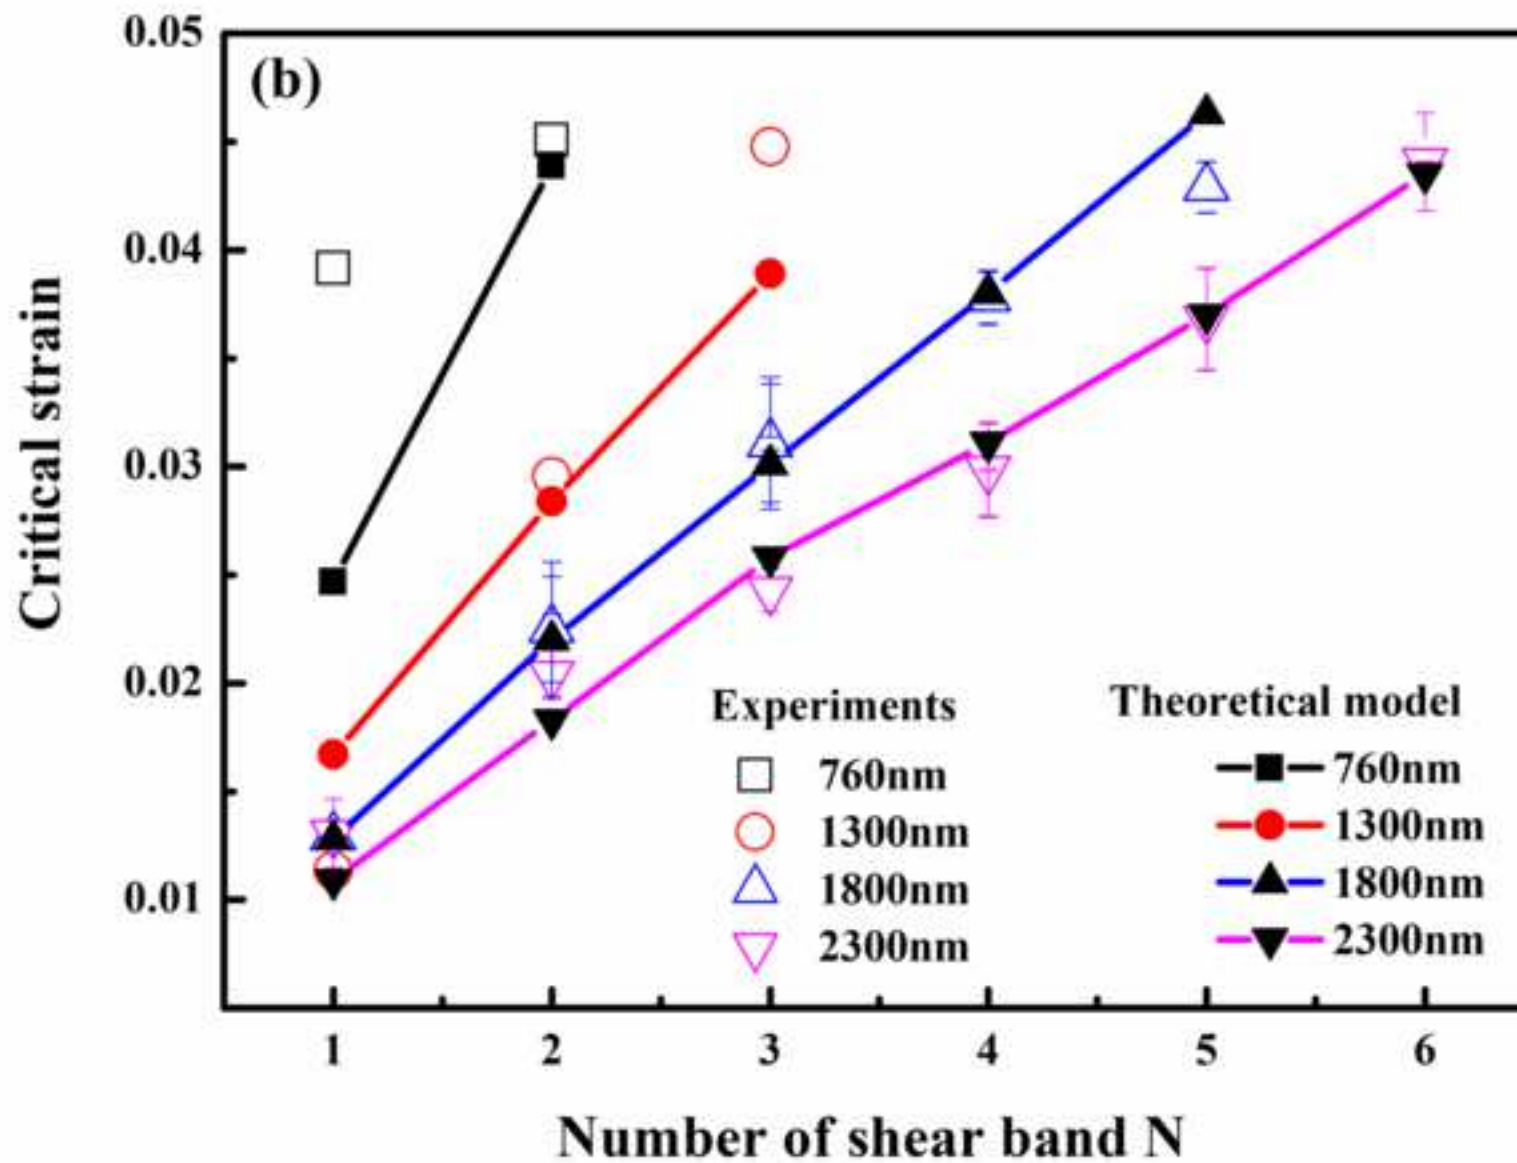 0.05
(b)
0.04
0.03
0.02
0.01
Critical strain
Experiments
760nm
1300nm
1800nm
2300nm
Theoretical model
760nm
1300nm
1800nm
2300nm
1 2 3 4 5 6
Number of shear band N